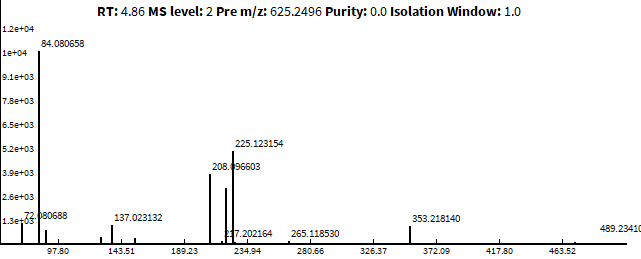 RT: 4.86 MS level: 2 Pre m/z: 625.2496 Purity: 0.0 Isolation Window: 1.0
1.2e+04
84.080658
1e+04
9.1e+03
7.8e+03
6.5e+03
5.2e+03
225.123154
3.9e+03
208.096603
2.6e+03
72.080688
137.023132
353.218140
1.3e+03
217.202164
265.118530
489.23410
97.80 143.51 189.23 234.94 280.66 326.37 372.09 417.80 463.52